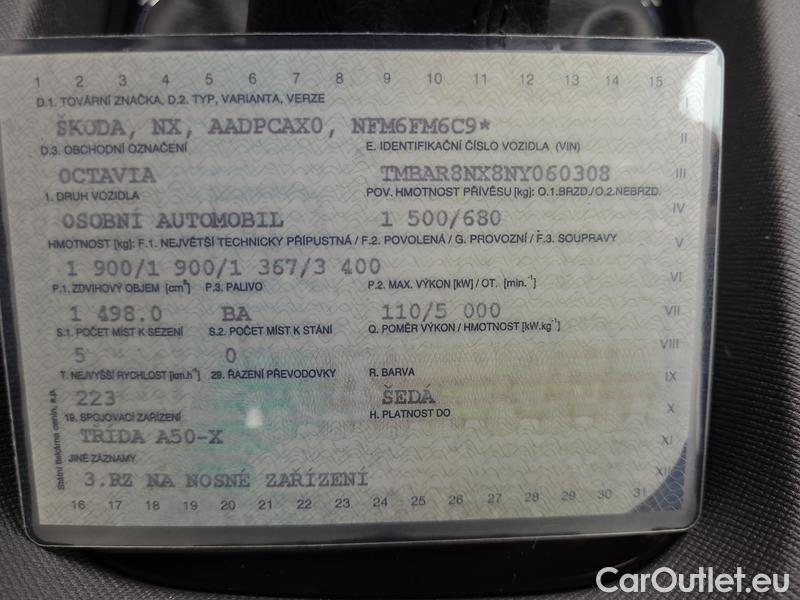 1 2 3 4 5 6 7 8 9 10 11 12 13 14 15
D.1. TOVÁRNÍ ZNAČKA, D.2. TYP, VARIANTA, VERZE
I
ŠKODA, NX, AADPCAX0, NFM6FM6C9*
II
D.3. OBCHODNÍ OZNAČENÍ E. IDENTIFIKAČNÍ ČÍSLO VOZIDLA (VIN)
OCTAVIA TMBAR8NX8NY060308
III
1. DRUH VOZIDLA POV. HMOTNOST PŘÍVĚSU [kg]: O.1.BRZD./O.2.NEBRZD.
OSOBNÍ AUTOMOBIL 1 500/680
IV
HMOTNOST [kg]: F.1. NEJVĚTŠÍ TECHNICKY PŘÍPUSTNÁ / F.2. POVOLENÁ / G. PROVOZNÍ / F.3. SOUPRAVY
V
1 900/1 900/1 367/3 400
VI
P.1. ZDVIHOVÝ OBJEM [cm³] P.3. PALIVO P.2. MAX. VÝKON [kW] / OT. [min.⁻¹]
1 498.0 BA 110/5 000
VII
S.1. POČET MÍST K SEZENÍ S.2. POČET MÍST K STÁNÍ Q. POMĚR VÝKON / HMOTNOST [kW.kg⁻¹]
VIII
5 0
T. NEJVYŠŠÍ RYCHLOST [km.h⁻¹] 29. ŘAZENÍ PŘEVODOVKY R. BARVA
IX
223 ŠEDÁ
X
19. SPOJOVACÍ ZAŘÍZENÍ H. PLATNOST DO
TŘÍDA A50-X
XI
JINÉ ZÁZNAMY
XII
3.RZ NA NOSNÉ ZAŘÍZENÍ
16 17 18 19 20 21 22 23 24 25 26 27 28 29 30 31
Státní tiskárna cenin, s.p.
CarOutlet.eu